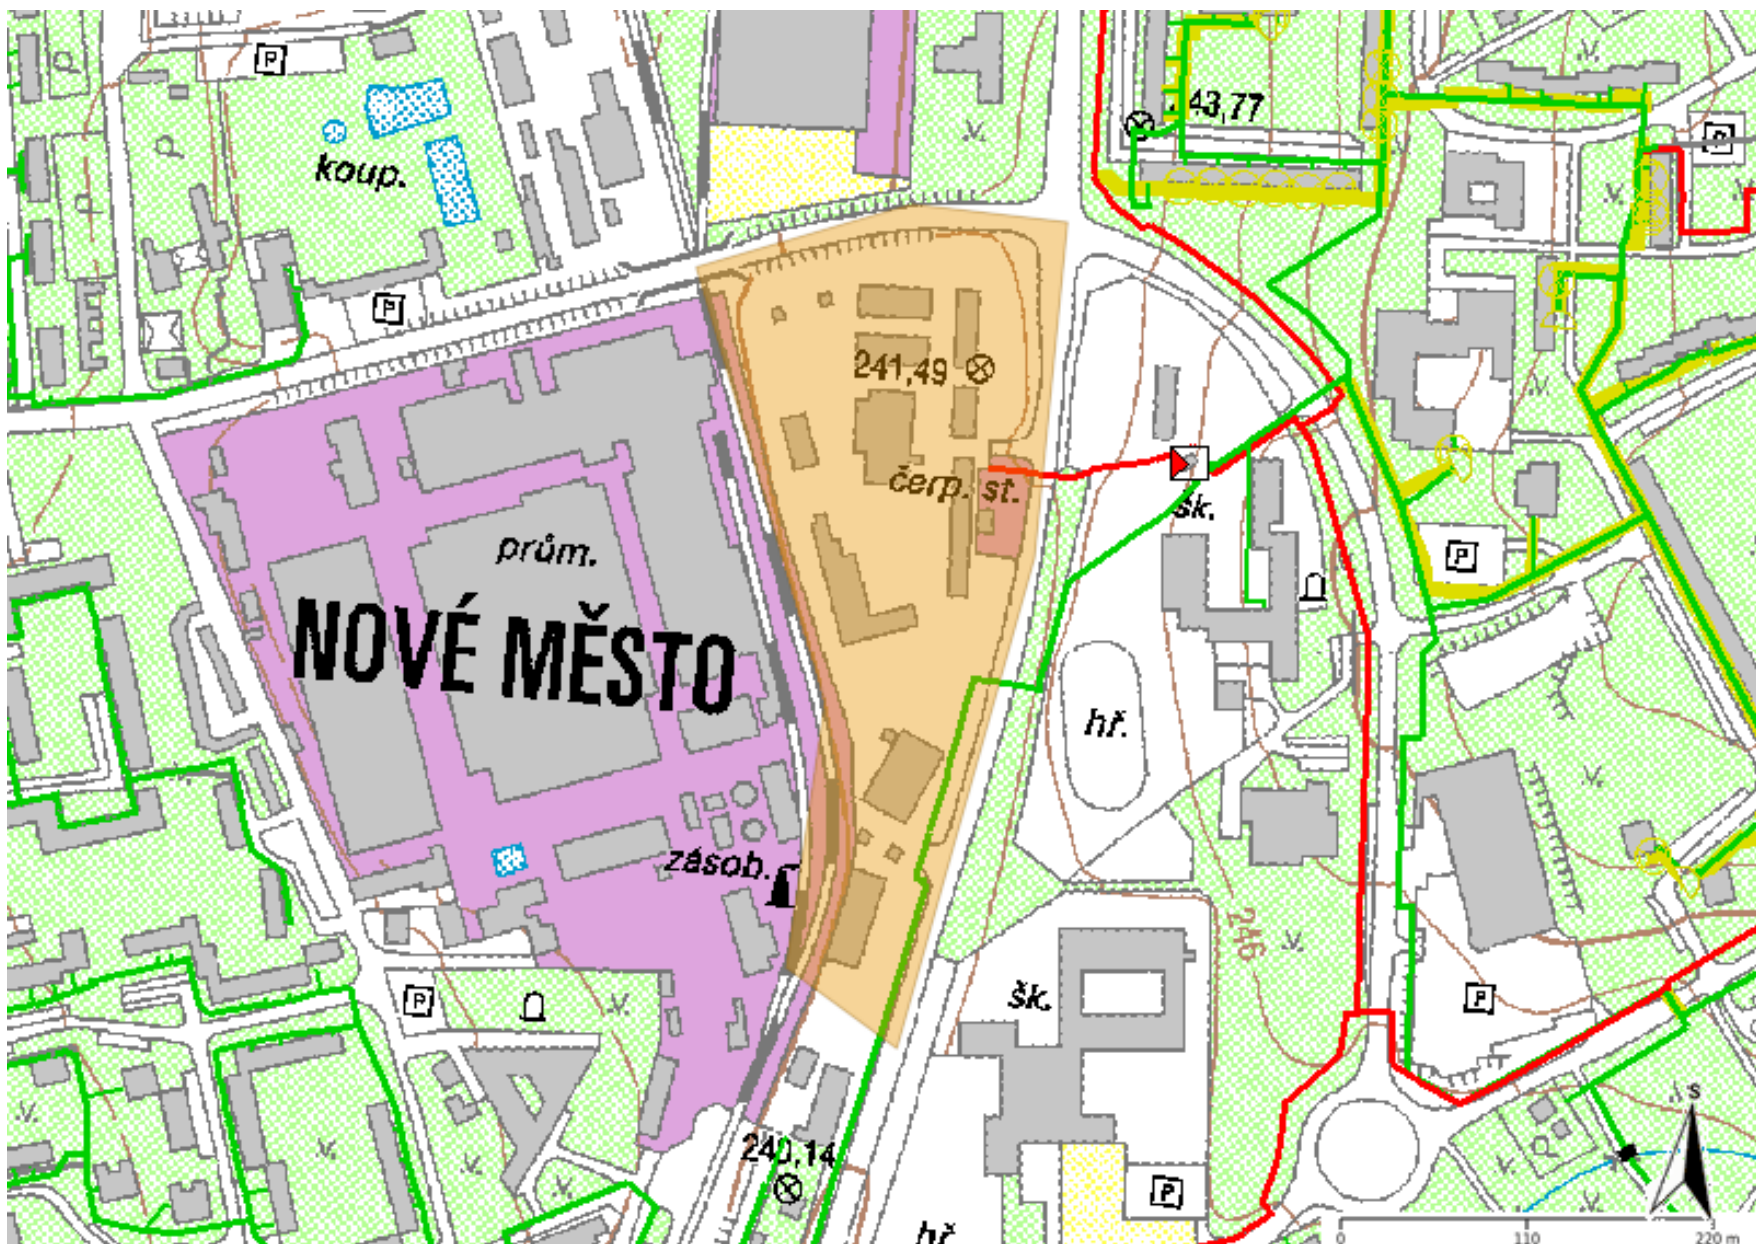 P
43,77
P
koup.
P
241,49
čerp. st.
šk.
prům.
P
NOVÉ MĚSTO
hř.
zásob.
246
šk.
P
P
S
240,14
P
hř.
0 110 220 m